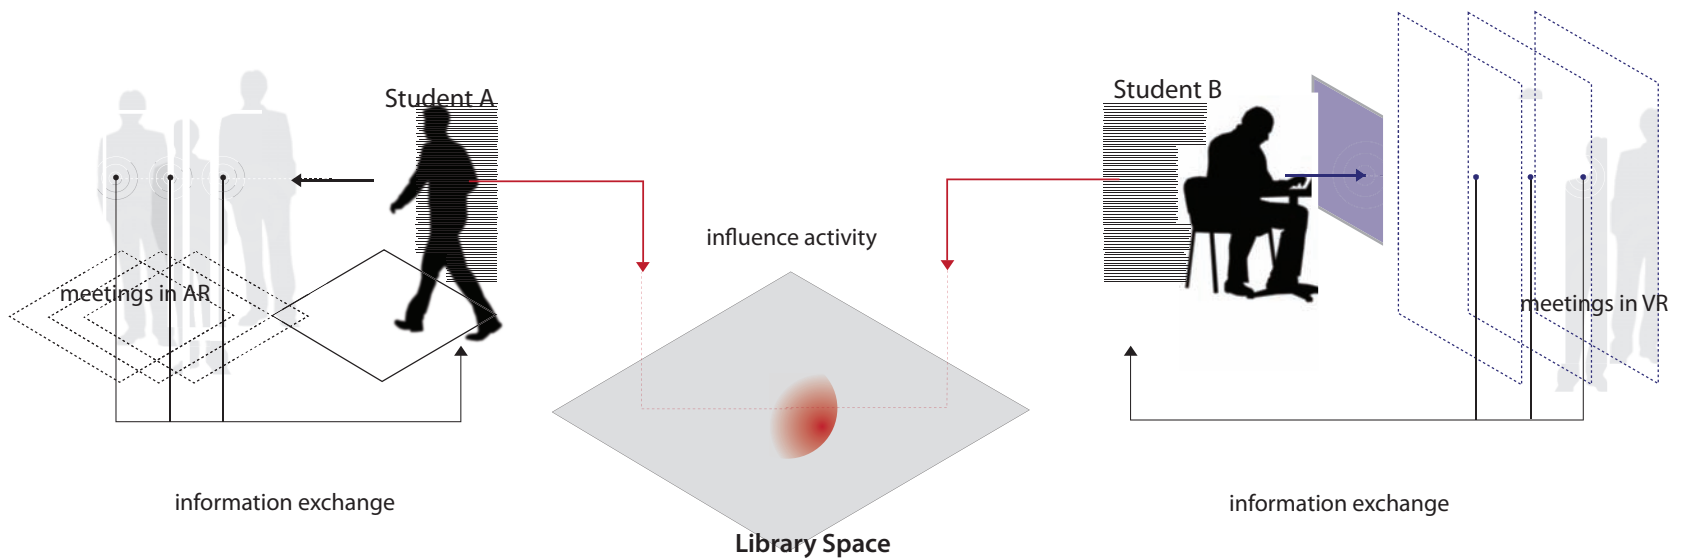 Student A
Student B
influence activity
meetings in AR
meetings in VR
information exchange
information exchange
Library Space